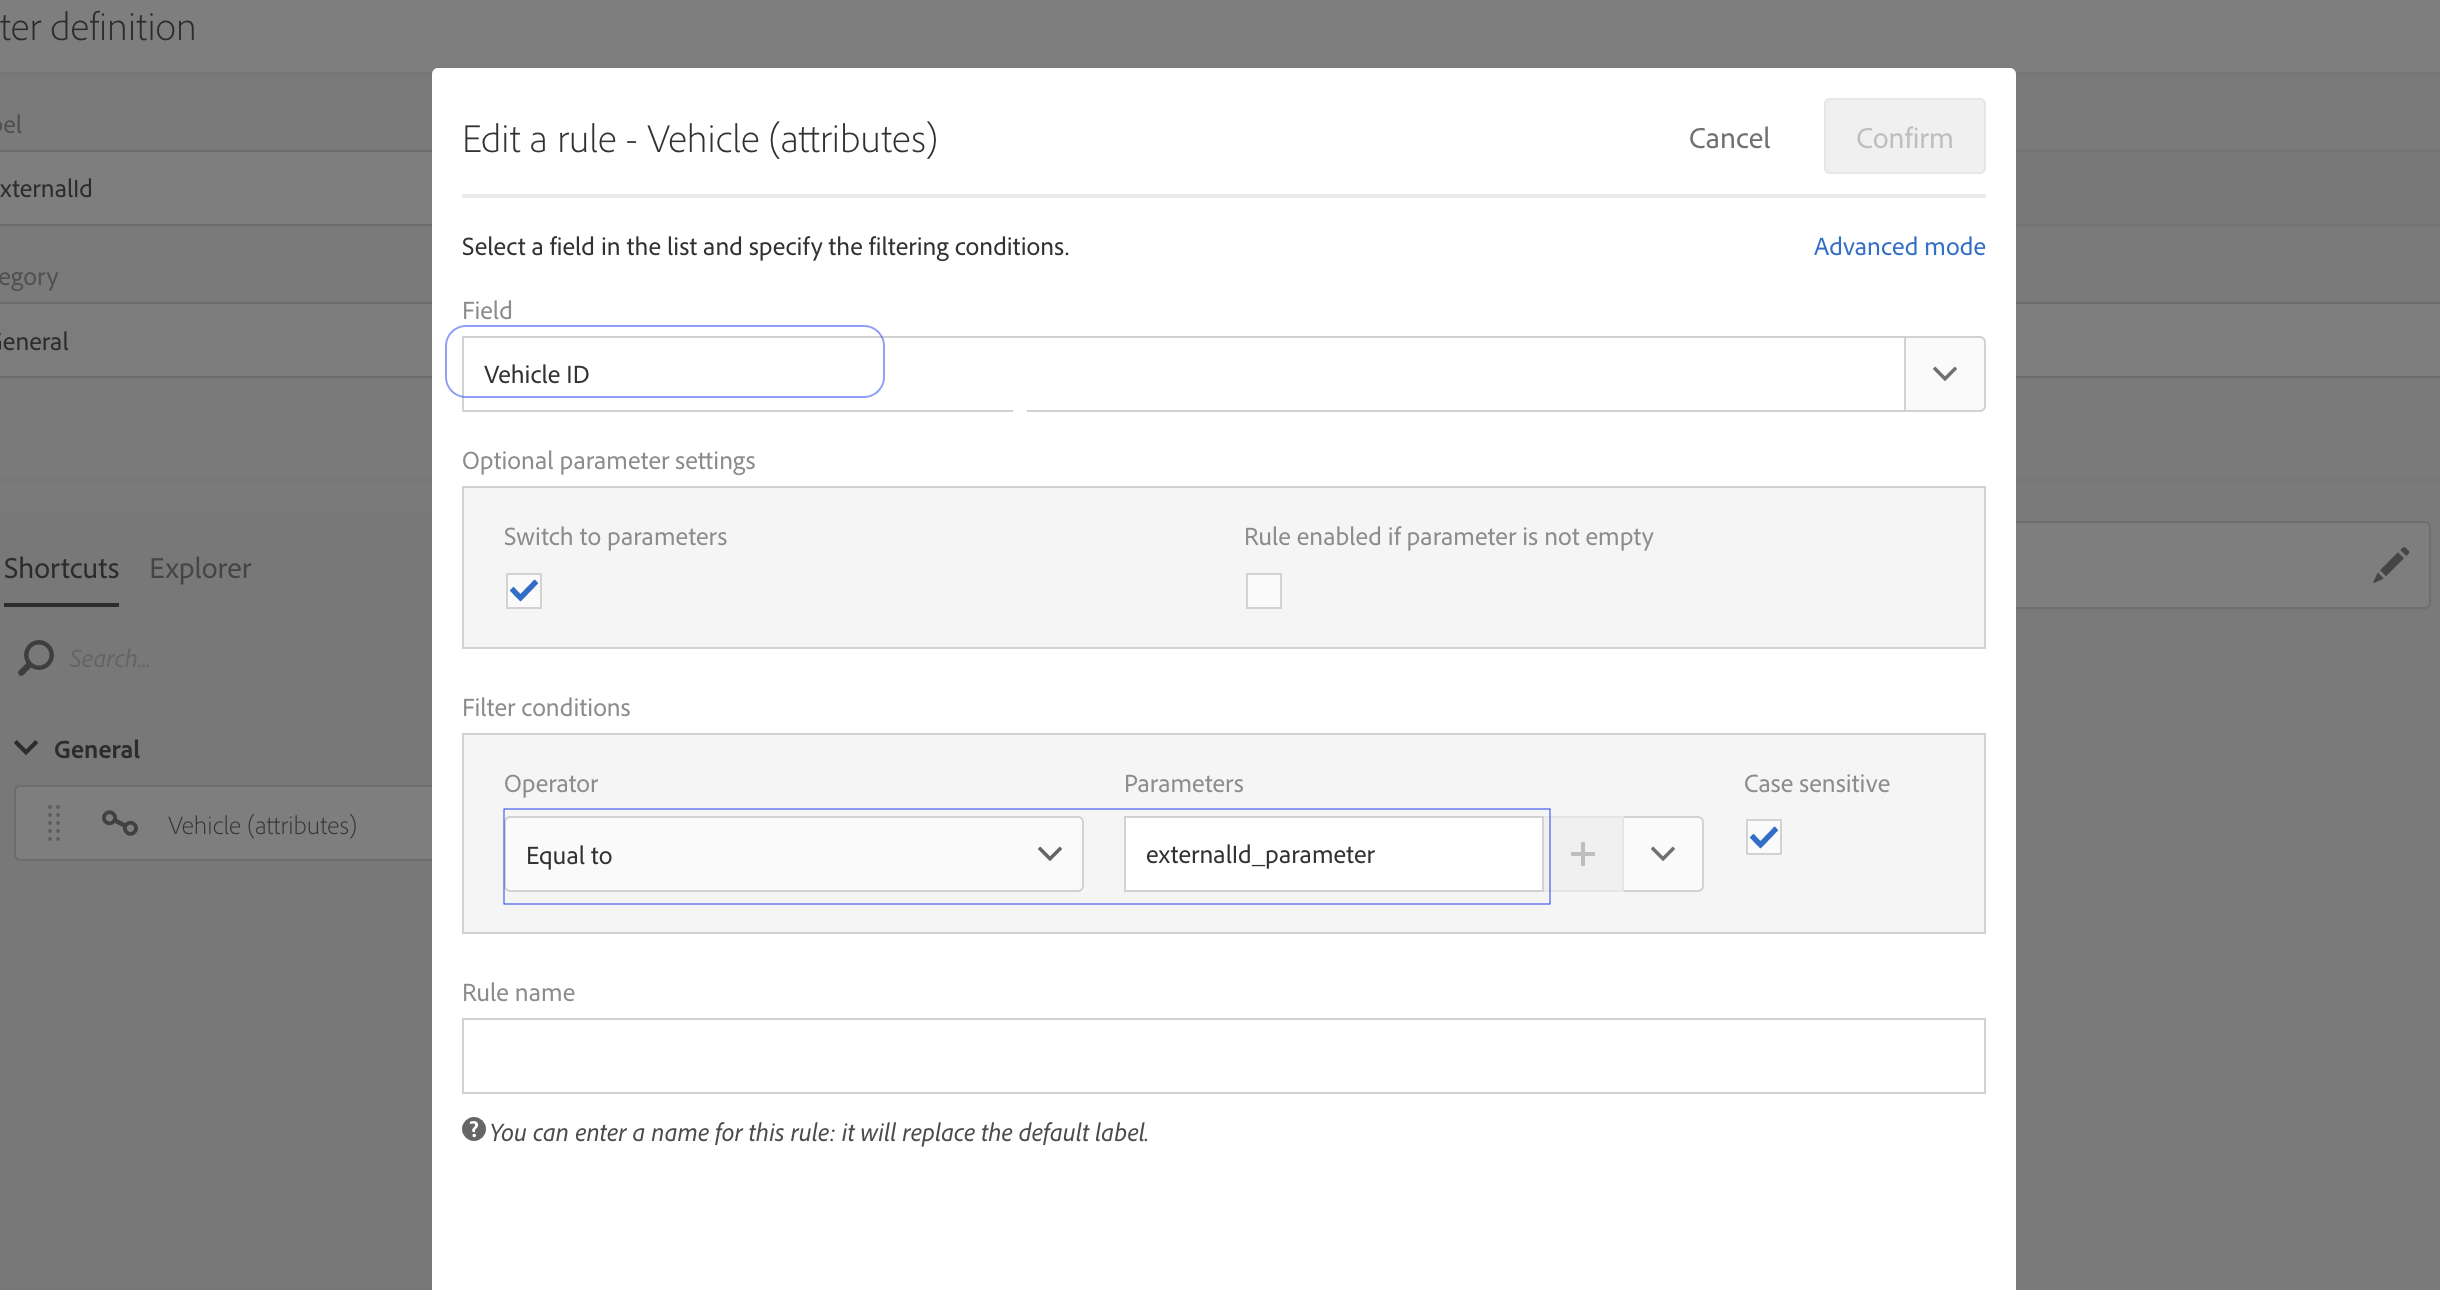 ter definition
Edit a rule - Vehicle (attributes)
Cancel
Confirm
xternalId
Select a field in the list and specify the filtering conditions.
Advanced mode
egory
Field
General
Vehicle ID
Optional parameter settings
Switch to parameters
Rule enabled if parameter is not empty
Shortcuts
Explorer
Search...
Filter conditions
General
Operator
Parameters
Case sensitive
Vehicle (attributes)
Equal to
externalId_parameter
Rule name
You can enter a name for this rule: it will replace the default label.